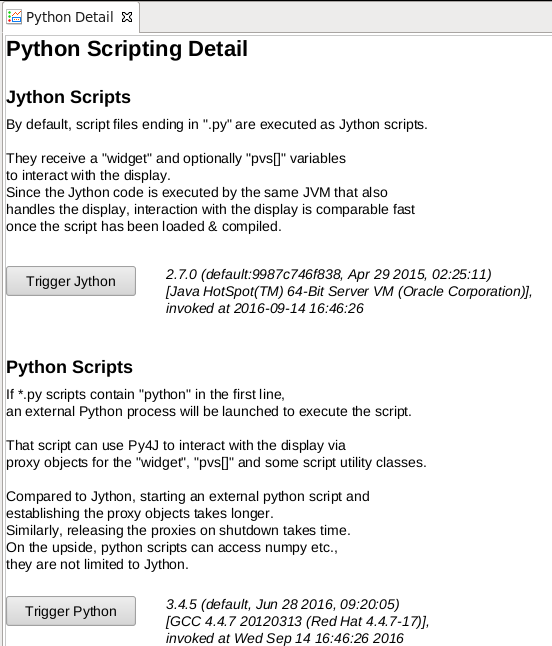 Python Detail
Python Scripting Detail
Jython Scripts
By default, script files ending in ".py" are executed as Jython scripts.
They receive a "widget" and optionally "pvs[]" variables
to interact with the display.
Since the Jython code is executed by the same JVM that also
handles the display, interaction with the display is comparable fast
once the script has been loaded & compiled.
Trigger Jython
2.7.0 (default:9987c746f838, Apr 29 2015, 02:25:11)
[Java HotSpot(TM) 64-Bit Server VM (Oracle Corporation)],
invoked at 2016-09-14 16:46:26
Python Scripts
If *.py scripts contain "python" in the first line,
an external Python process will be launched to execute the script.
That script can use Py4J to interact with the display via
proxy objects for the "widget", "pvs[]" and some script utility classes.
Compared to Jython, starting an external python script and
establishing the proxy objects takes longer.
Similarly, releasing the proxies on shutdown takes time.
On the upside, python scripts can access numpy etc.,
they are not limited to Jython.
Trigger Python
3.4.5 (default, Jun 28 2016, 09:20:05)
[GCC 4.4.7 20120313 (Red Hat 4.4.7-17)],
invoked at Wed Sep 14 16:46:26 2016